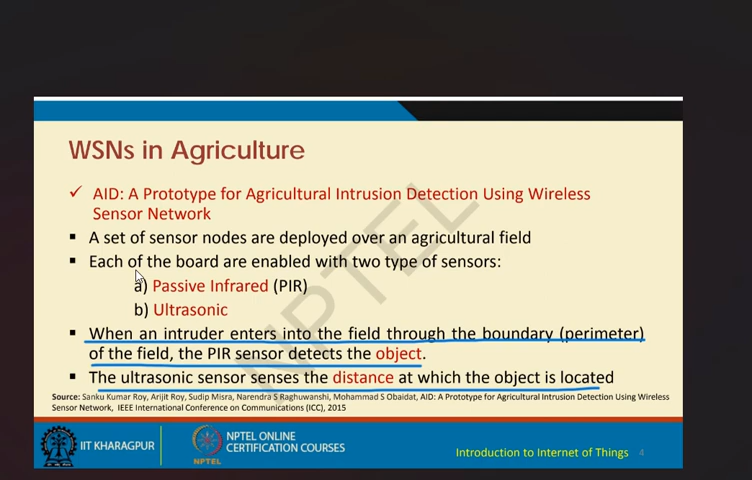 WSNs in Agriculture
✓ AID: A Prototype for Agricultural Intrusion Detection Using Wireless
Sensor Network
▪ A set of sensor nodes are deployed over an agricultural field
▪ Each of the board are enabled with two type of sensors:
a) Passive Infrared (PIR)
b) Ultrasonic
▪ When an intruder enters into the field through the boundary (perimeter)
of the field, the PIR sensor detects the object.
▪ The ultrasonic sensor senses the distance at which the object is located
Source: Sanku Kumar Roy, Arijit Roy, Sudip Misra, Narendra S Raghuwanshi, Mohammad S Obaidat, AID: A Prototype for Agricultural Intrusion Detection Using Wireless
Sensor Network, IEEE International Conference on Communications (ICC), 2015
NPTEL
IIT KHARAGPUR
NPTEL
NPTEL ONLINE
CERTIFICATION COURSES
Introduction to Internet of Things 4